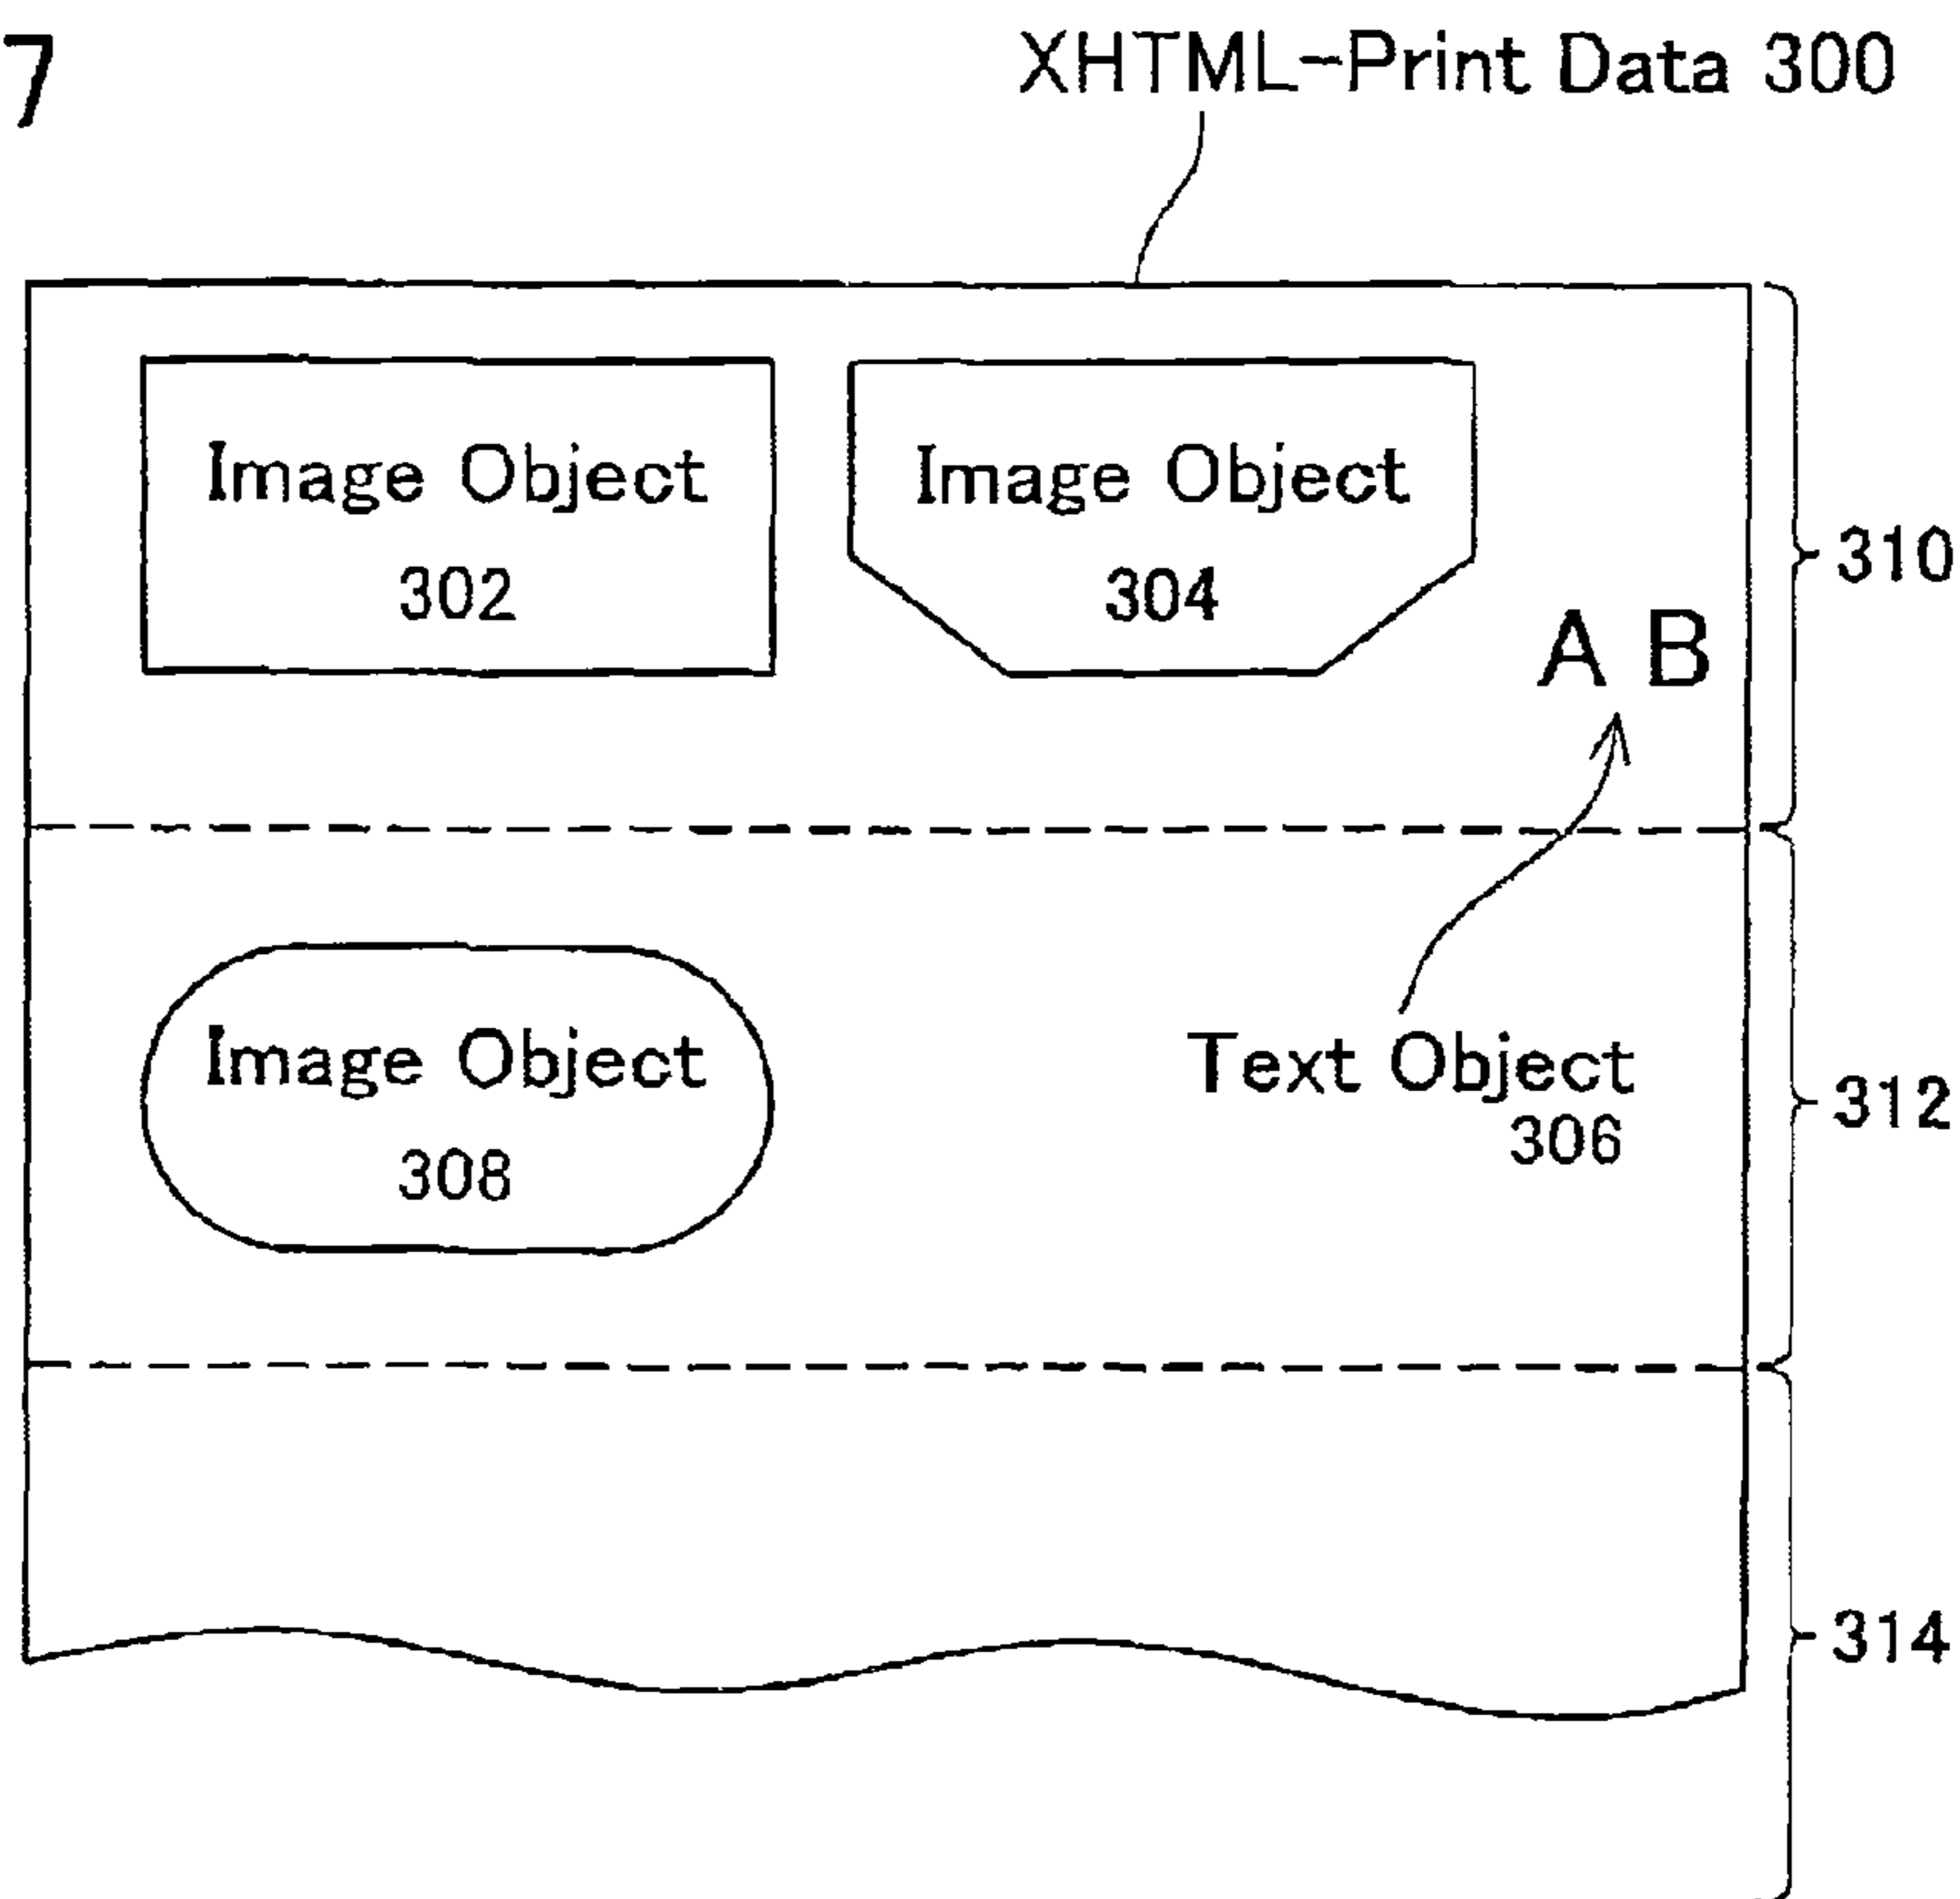 7
XHTML-Print Data 300
Image Object
302
Image Object
304
310
A B
Image Object
308
Text Object
306
312
314